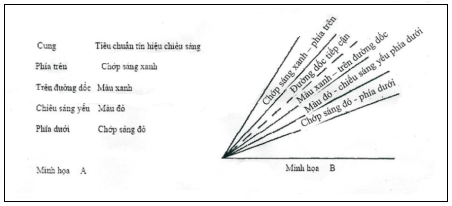 Cung Tiêu chuẩn tín hiệu chiếu sáng
Phía trên Chớp sáng xanh
Trên đường dốc Màu xanh
Chiếu sáng yếu Màu đỏ
Phía dưới Chớp sáng đỏ
Minh họa A
Chớp sáng xanh – phía trên
Đường dốc tiếp cận
Màu xanh – trên đường dốc
Màu đỏ - chiếu sáng yếu phía dưới
Chớp sáng đỏ - phía dưới
Minh họa B